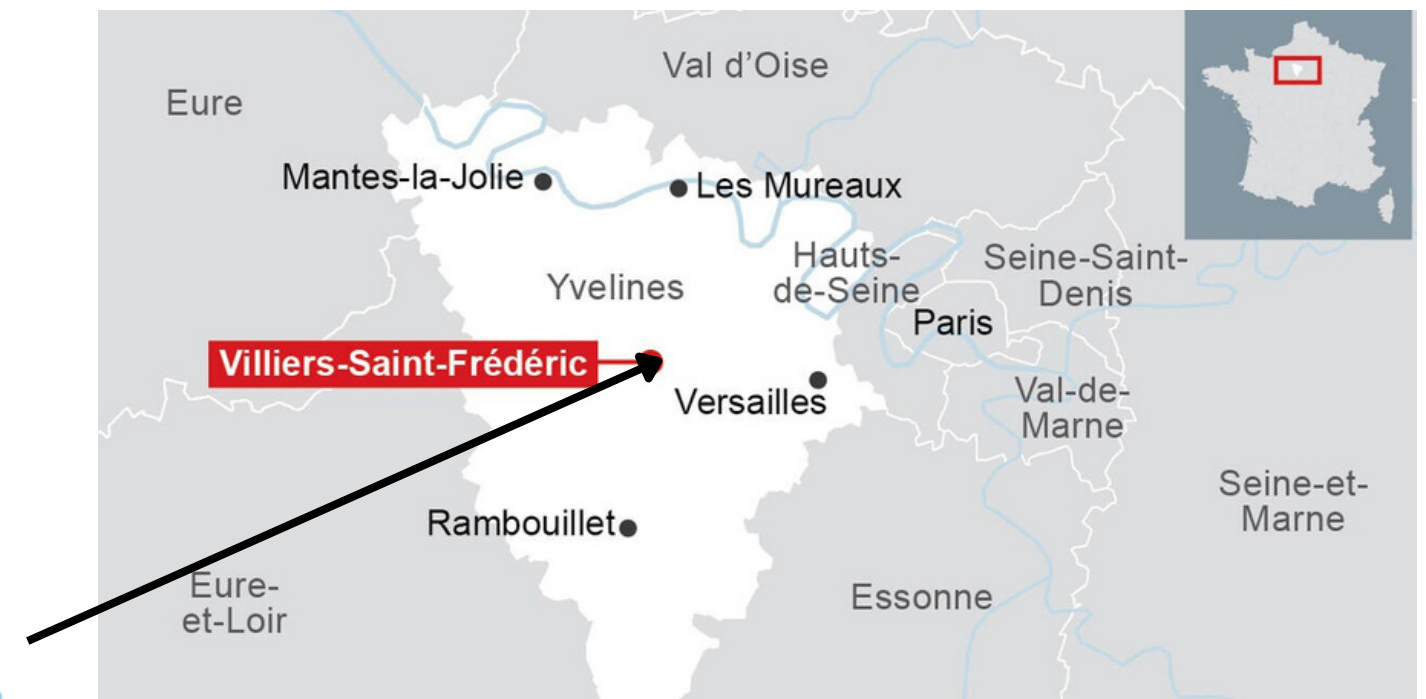 Val d’Oise
Eure
Mantes-la-Jolie
Les Mureaux
Hauts-
de-Seine
Seine-Saint-
Denis
Yvelines
Paris
Villiers-Saint-Frédéric
Versailles
Val-de-
Marne
Seine-et-
Marne
Rambouillet
Eure-
et-Loir
Essonne